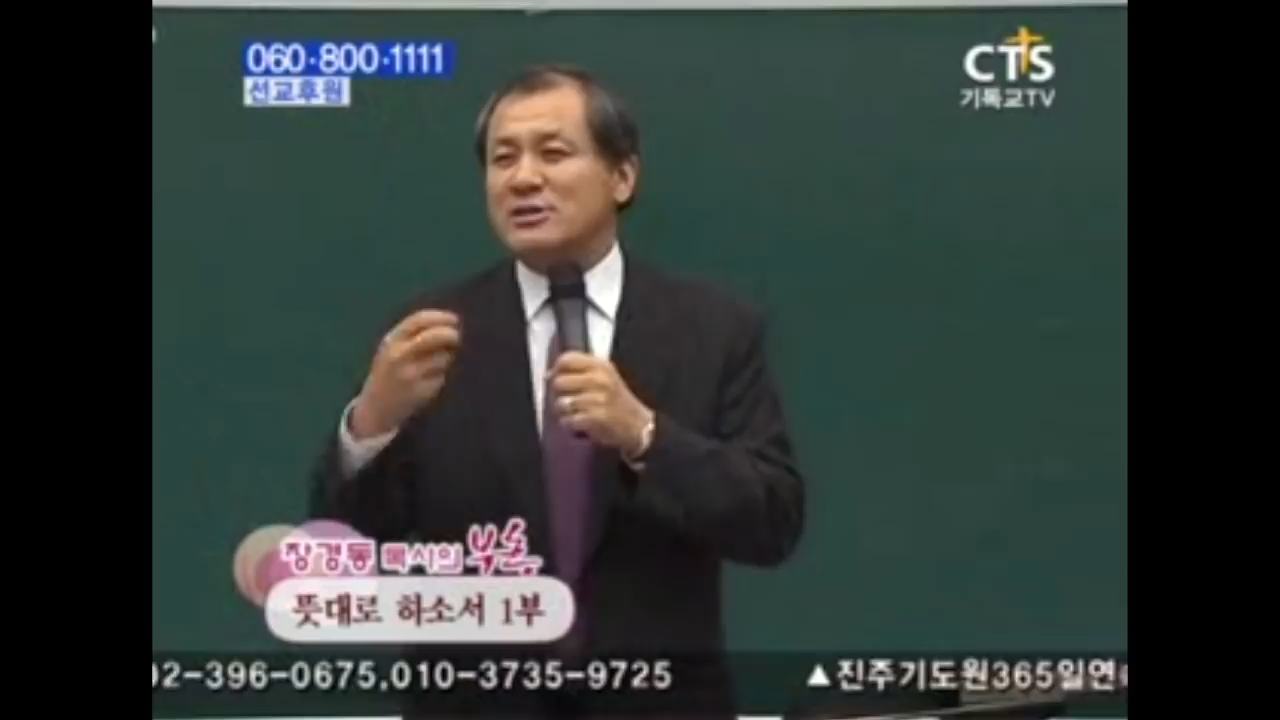 060·800·1111
선교후원
CTS
기독교TV
장경동 목사의
뜻대로 하소서 1부
02-396-0675,010-3735-9725
▲진주기도원365일연